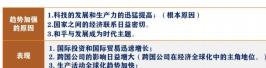 趋势加强的原因
1.科技的发展和生产力的迅猛提高；（根本原因）
2.国家之间的经济联系日益密切。
3.和平与发展成为时代主题。
表现
1. 国际投资和国际贸易迅速增长；
2. 跨国公司的影响日益增大（跨国公司在经济全球化中的主角地位。）
3. 生产活动全球化趋势加快；